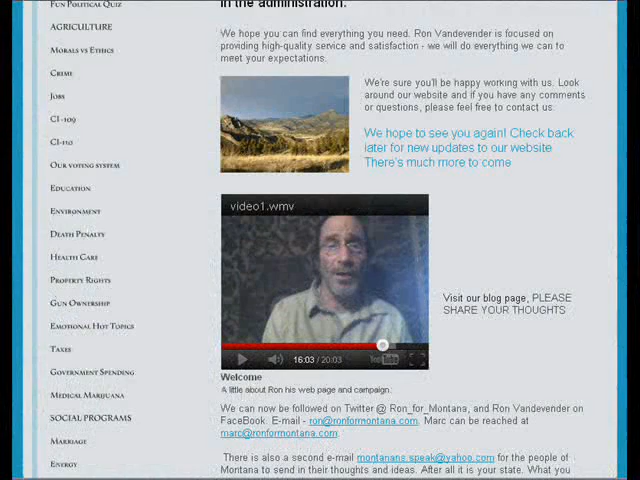 Fun Political Quiz
AGRICULTURE
Morals vs Ethics
Crime
Jobs
CI -109
CI-110
Our voting system
Education
Environment
Death Penalty
Health Care
Property Rights
Gun Ownership
Emotional Hot Topics
Taxes
Government Spending
Medical Marijuana
SOCIAL PROGRAMS
Marriage
Energy
in the administration.
We hope you can find everything you need. Ron Vandevender is focused on
providing high-quality service and satisfaction - we will do everything we can to
meet your expectations.
We're sure you'll be happy working with us. Look
around our website and if you have any comments
or questions, please feel free to contact us.
We hope to see you again! Check back
later for new updates to our website
There's much more to come
video1.wmv
16:03 / 20:03
YouTube
Visit our blog page, PLEASE
SHARE YOUR THOUGHTS
Welcome
A little about Ron his web page and campaign.
We can now be followed on Twitter @ Ron_for_Montana, and Ron Vandevender on
FaceBook. E-mail - ron@ronformontana.com. Marc can be reached at
marc@ronformontana.com.
There is also a second e-mail montanans.speak@yahoo.com for the people of
Montana to send in their thoughts and ideas. After all it is your state. What you